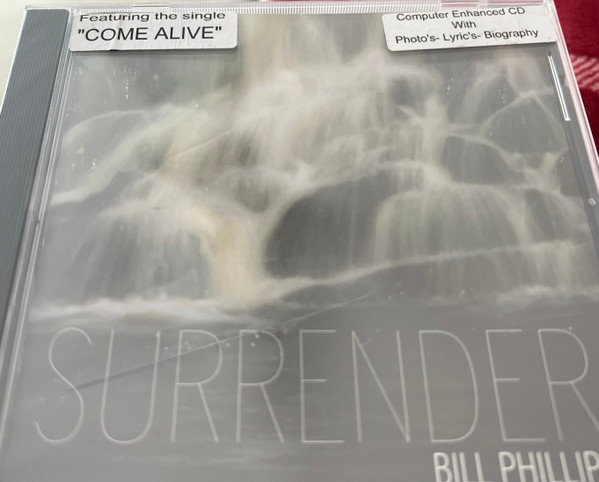 Featuring the single
"COME ALIVE"
Computer Enhanced CD
With
Photo's- Lyric's- Biography
SURRENDER
BILL PHILLIP